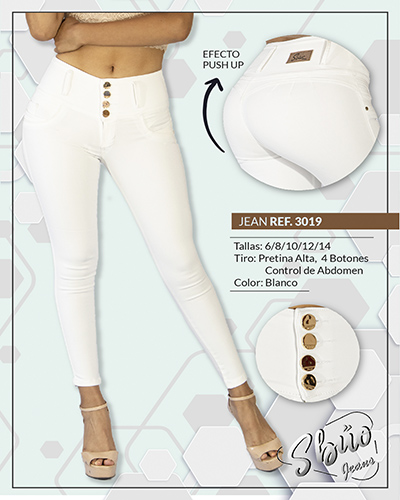 EFECTO
PUSH UP
JEAN REF. 3019
Tallas: 6/8/10/12/14
Tiro: Pretina Alta, 4 Botones
Control de Abdomen
Color: Blanco
Sbúo
Jeans